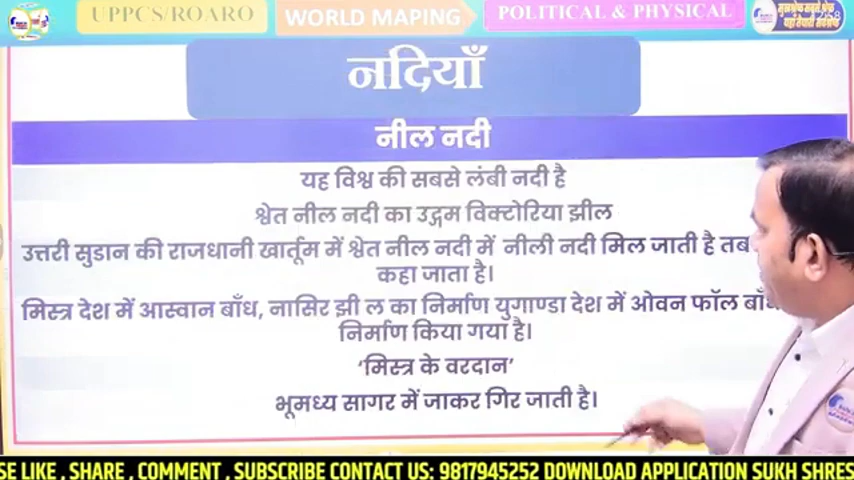 UPPCS/ROARO
WORLD MAPING
POLITICAL & PHYSICAL
नदियाँ
नील नदी
यह विश्व की सबसे लंबी नदी है
श्वेत नील नदी का उद्गम विक्टोरिया झील
उत्तरी सुडान की राजधानी खार्तूम में श्वेत नील नदी में नीली नदी मिल जाती है तब
कहा जाता है।
मिस्त्र देश में आस्वान बाँध, नासिर झी ल का निर्माण युगाण्डा देश में ओवन फॉल
निर्माण किया गया है।
‘मिस्त्र के वरदान’
भूमध्य सागर में जाकर गिर जाती है।
SE LIKE , SHARE , COMMENT , SUBSCRIBE CONTACT US: 9817945252 DOWNLOAD APPLICATION SUKH SHRES